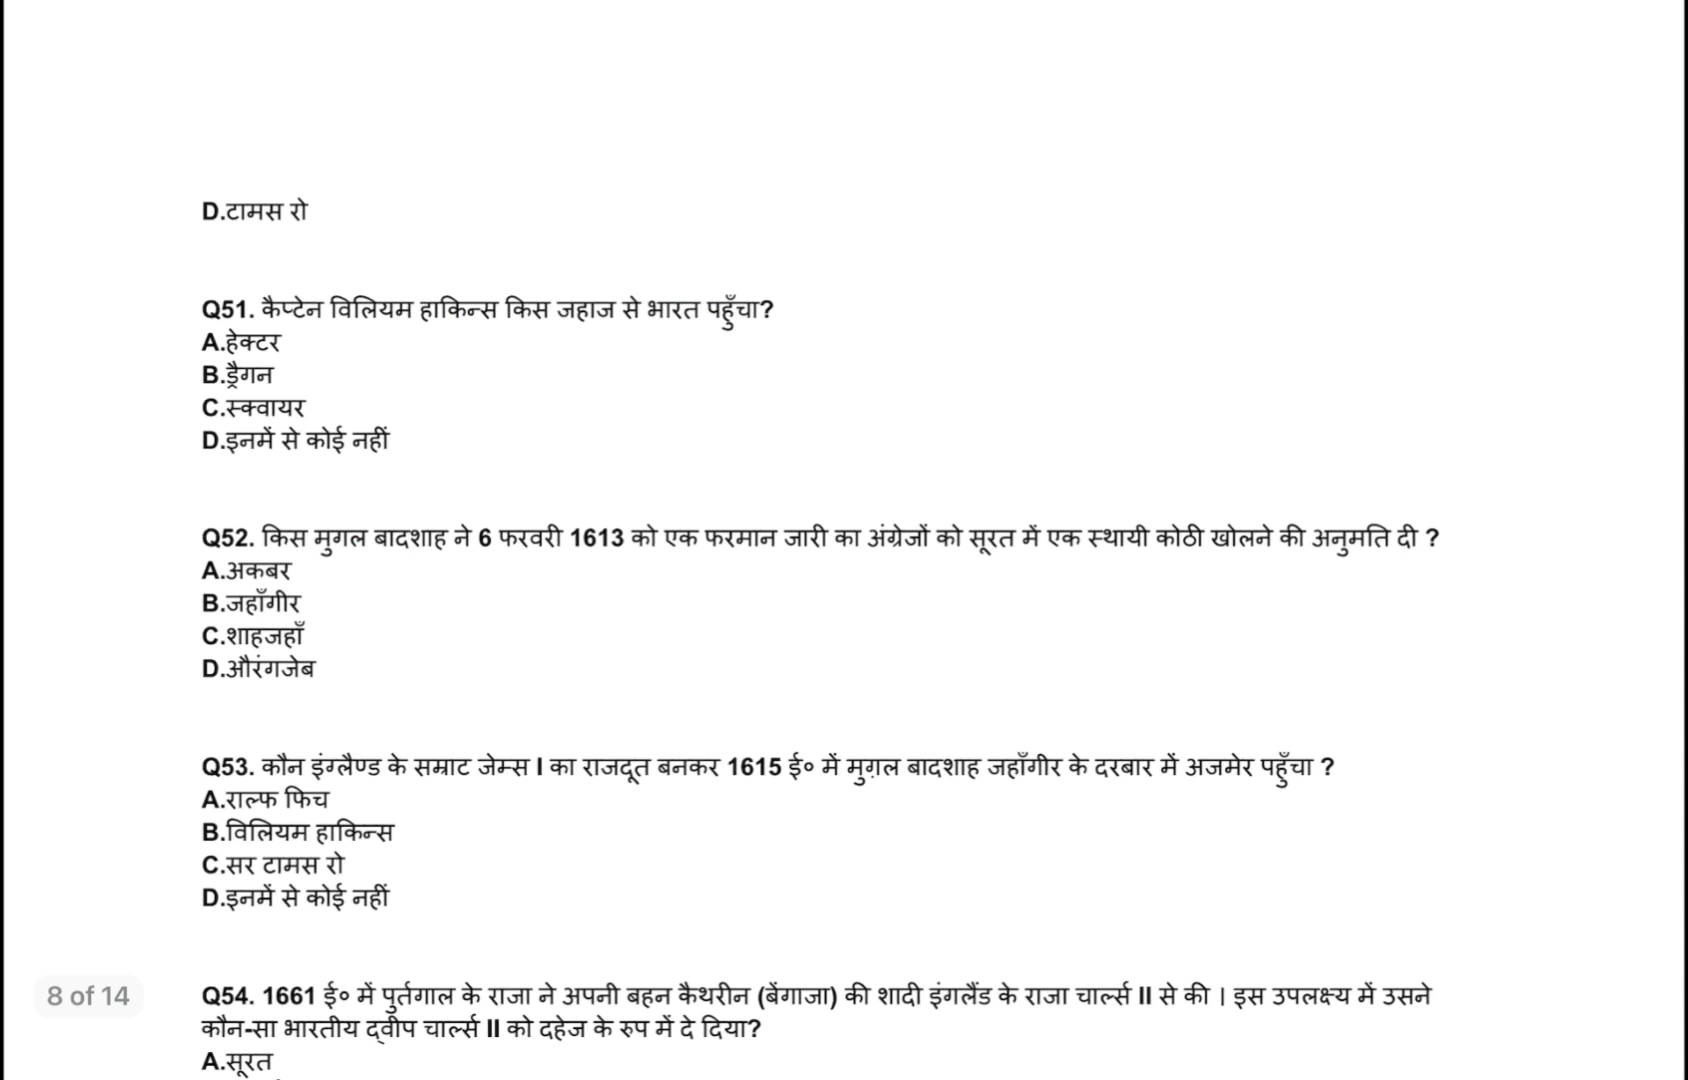 D.टामस रो
Q51. कैप्टेन विलियम हाकिन्स किस जहाज से भारत पहुँचा?
A.हेक्टर
B.ड्रैगन
C.स्क्वायर
D.इनमें से कोई नहीं
Q52. किस मुगल बादशाह ने 6 फरवरी 1613 को एक फरमान जारी का अंग्रेजों को सूरत में एक स्थायी कोठी खोलने की अनुमति दी ?
A.अकबर
B.जहाँगीर
C.शाहजहाँ
D.औरंगजेब
Q53. कौन इंग्लैण्ड के सम्राट जेम्स I का राजदूत बनकर 1615 ई० में मुग़ल बादशाह जहाँगीर के दरबार में अजमेर पहुँचा ?
A.राल्फ फिच
B.विलियम हाकिन्स
C.सर टामस रो
D.इनमें से कोई नहीं
Q54. 1661 ई० में पुर्तगाल के राजा ने अपनी बहन कैथरीन (बेंगाजा) की शादी इंगलैंड के राजा चार्ल्स II से की । इस उपलक्ष्य में उसने
कौन-सा भारतीय द्वीप चार्ल्स II को दहेज के रुप में दे दिया?
A.सूरत
8 of 14